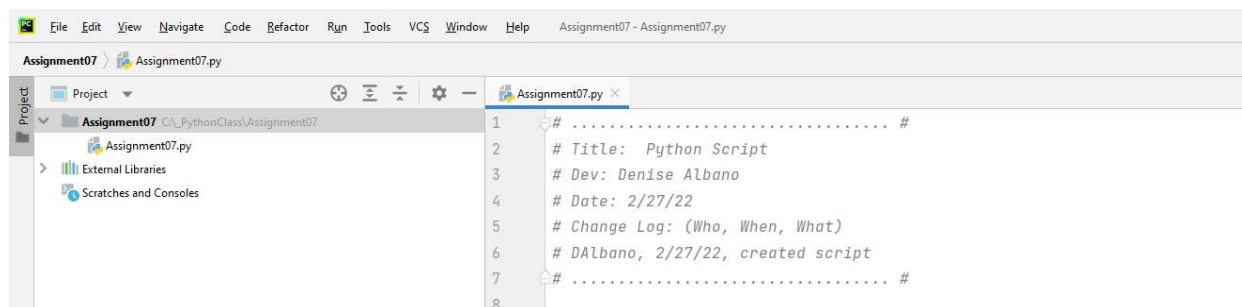 PC File Edit View Navigate Code Refactor Run Tools VCS Window Help Assignment07 - Assignment07.py
Assignment07 Assignment07.py
Project
Project
Assignment07.py
Assignment07 C:\_PythonClass\Assignment07
Assignment07.py
External Libraries
Scratches and Consoles
1 # .................................. #
2 # Title:  Python Script
3 # Dev: Denise Albano
4 # Date: 2/27/22
5 # Change Log: (Who, When, What)
6 # DAlbano, 2/27/22, created script
7 # .................................. #
8